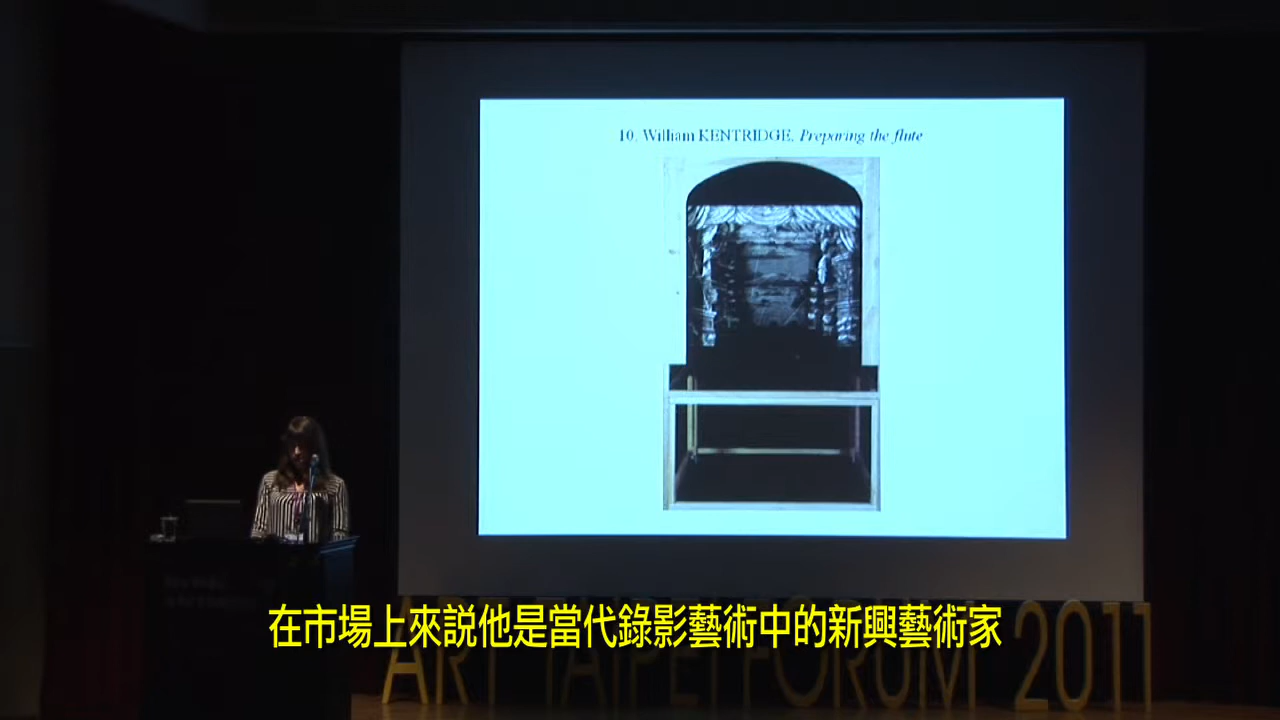 10. William KENTRIDGE, Preparing the flute
在市場上來說他是當代錄影藝術中的新興藝術家
ART TAIPEI FORUM 2011